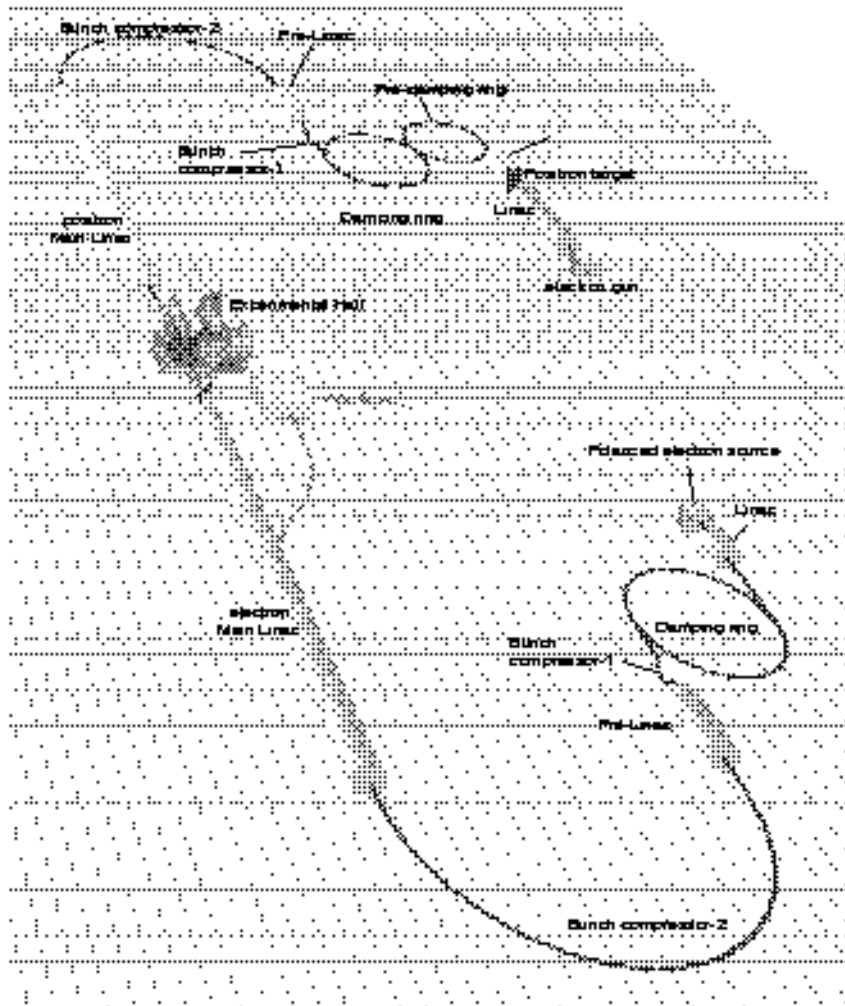 Bunch compressor-2
Pre-Linac
Pre-damping ring
Bunch
compressor-1
Positron target
Linac
Damping ring
positron
Main Linac
electron gun
Experimental Hall
Polarized electron source
Linac
electron
Main Linac
Damping ring
Bunch
compressor-1
Pre-Linac
Bunch compressor-2